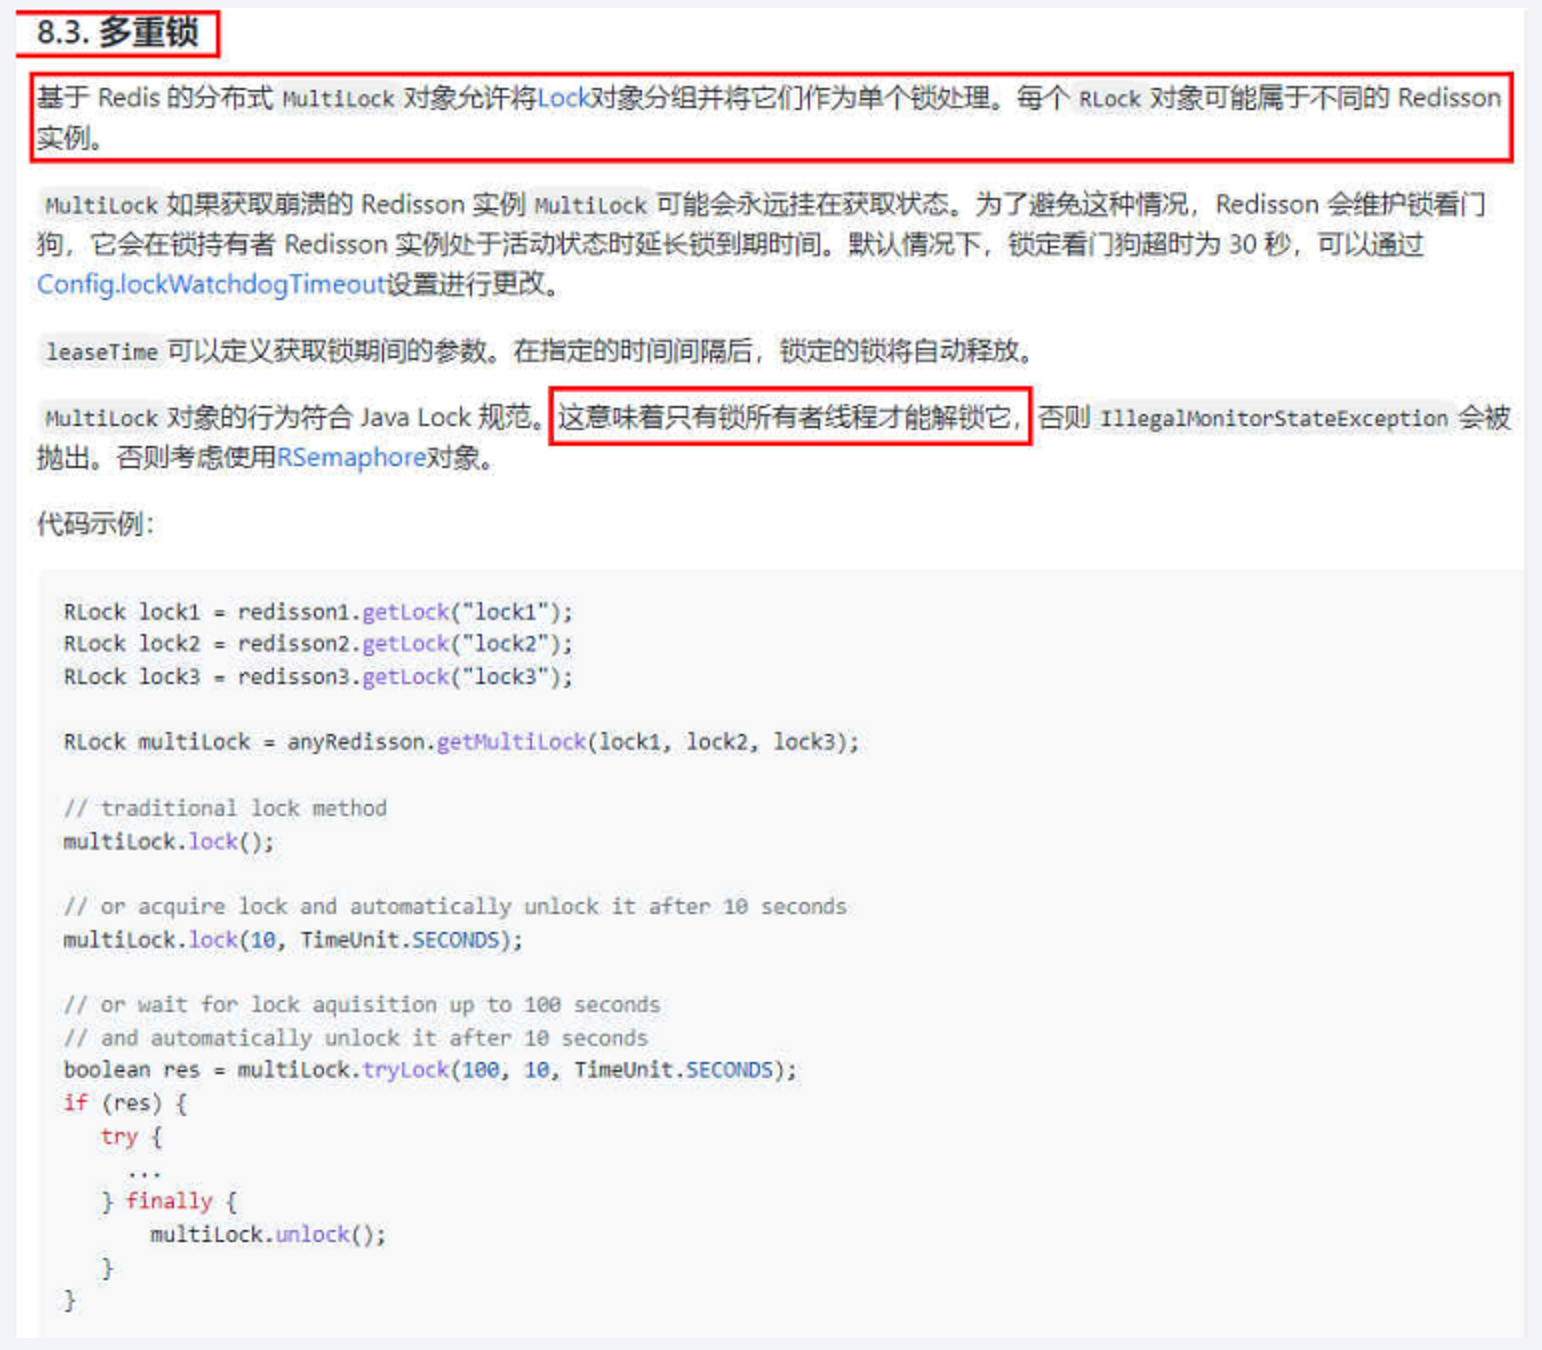 8.3. 多重锁
基于 Redis 的分布式 MultiLock 对象允许将Lock对象分组并将它们作为单个锁处理。每个 RLock 对象可能属于不同的 Redisson
实例。
MultiLock 如果获取崩溃的 Redisson 实例 MultiLock 可能会永远挂在获取状态。为了避免这种情况，Redisson 会维护锁看门
狗，它会在锁持有者 Redisson 实例处于活动状态时延长锁到期时间。默认情况下，锁定看门狗超时为 30 秒，可以通过
Config.lockWatchdogTimeout设置进行更改。
leaseTime 可以定义获取锁期间的参数。在指定的时间间隔后，锁定的锁将自动释放。
MultiLock 对象的行为符合 Java Lock 规范。这意味着只有锁所有者线程才能解锁它，否则 IllegalMonitorStateException 会被
抛出。否则考虑使用RSemaphore对象。
代码示例：
RLock lock1 = redisson1.getLock("lock1");
RLock lock2 = redisson2.getLock("lock2");
RLock lock3 = redisson3.getLock("lock3");
RLock multiLock = anyRedisson.getMultiLock(lock1, lock2, lock3);
// traditional lock method
multiLock.lock();
// or acquire lock and automatically unlock it after 10 seconds
multiLock.lock(10, TimeUnit.SECONDS);
// or wait for lock aquisition up to 100 seconds
// and automatically unlock it after 10 seconds
boolean res = multiLock.tryLock(100, 10, TimeUnit.SECONDS);
if (res) {
try {
...
} finally {
multiLock.unlock();
}
}